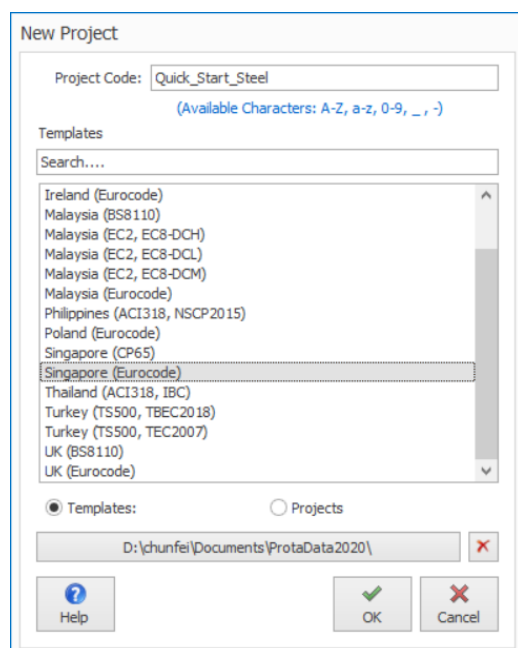 New Project
Project Code: Quick_Start_Steel
(Available Characters: A-Z, a-z, 0-9, _ , -)
Templates
Search....
Ireland (Eurocode)
Malaysia (BS8110)
Malaysia (EC2, EC8-DCH)
Malaysia (EC2, EC8-DCL)
Malaysia (EC2, EC8-DCM)
Malaysia (Eurocode)
Philippines (ACI318, NSCP2015)
Poland (Eurocode)
Singapore (CP65)
Singapore (Eurocode)
Thailand (ACI318, IBC)
Turkey (TS500, TBEC2018)
Turkey (TS500, TEC2007)
UK (BS8110)
UK (Eurocode)
Templates: Projects
D:\chunfei\Documents\ProtaData2020\
Help OK Cancel